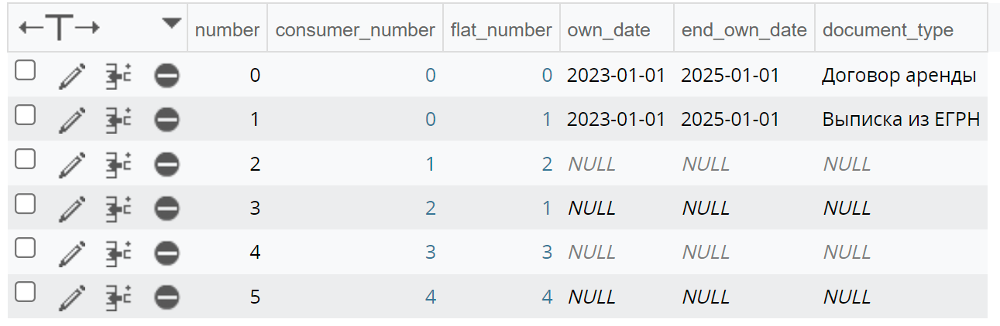 number consumer_number flat_number own_date end_own_date document_type
0 0 0 2023-01-01 2025-01-01 Договор аренды
1 0 1 2023-01-01 2025-01-01 Выписка из ЕГРН
2 1 2 NULL NULL NULL
3 2 1 NULL NULL NULL
4 3 3 NULL NULL NULL
5 4 4 NULL NULL NULL